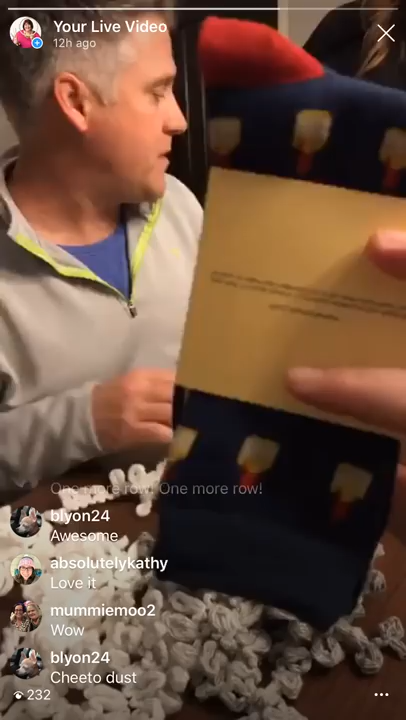 Your Live Video
12h ago
One more row! One more row!
blyon24
Awesome
absolutelykathy
Love it
mummiemoo2
Wow
blyon24
Cheeto dust
232